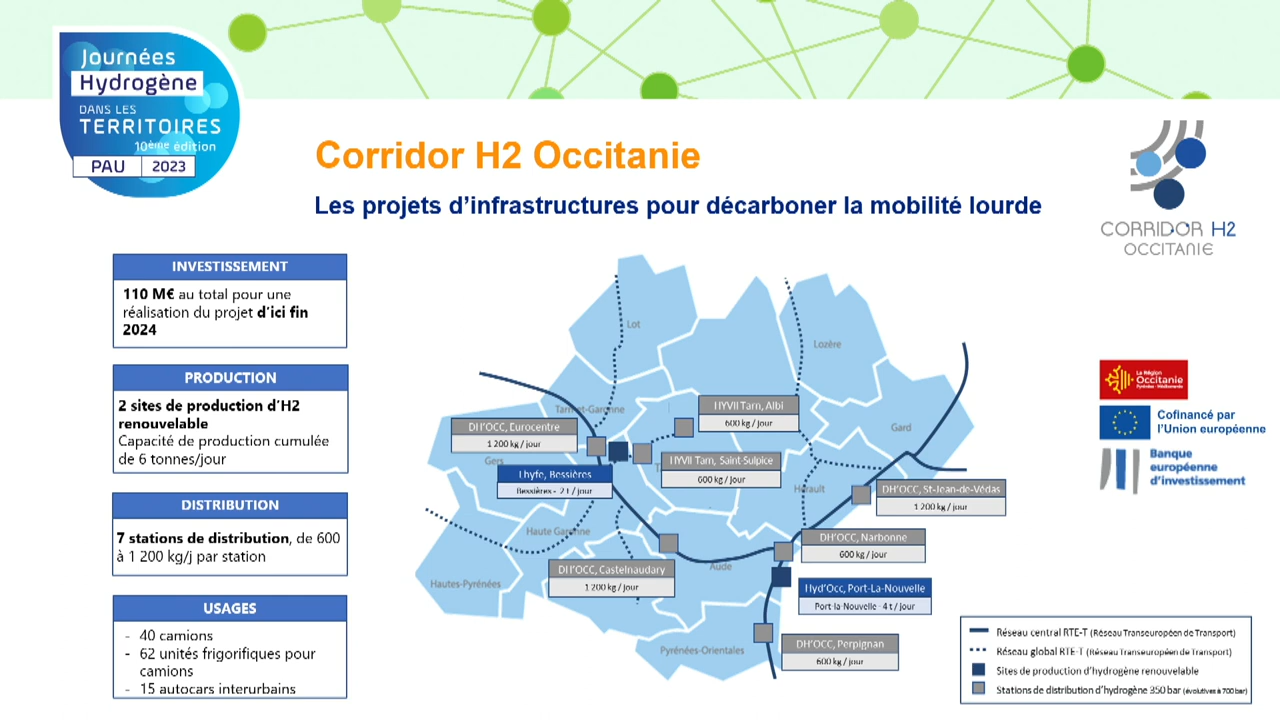 Journées
Hydrogène
DANS LES
TERRITOIRES
10ème édition
PAU 2023
Corridor H2 Occitanie
Les projets d’infrastructures pour décarboner la mobilité lourde
CORRIDOR H2
OCCITANIE
INVESTISSEMENT
110 M€ au total pour une
réalisation du projet d’ici fin
2024
PRODUCTION
2 sites de production d’H2
renouvelable
Capacité de production cumulée
de 6 tonnes/jour
DISTRIBUTION
7 stations de distribution, de 600
à 1 200 kg/j par station
USAGES
- 40 camions
- 62 unités frigorifiques pour
camions
- 15 autocars interurbains
Lot
Lozère
Tarn-et-Garonne
Gard
Gers
Hérault
Haute Garonne
Aude
Hautes-Pyrénées
Pyrénées-Orientales
DH’OCC, Eurocentre
1 200 kg / jour
HYVII Tarn, Albi
600 kg / jour
Lhyfe, Bessières
Bessières - 2 t / jour
HYVII Tarn, Saint Sulpice
600 kg / jour
DH’OCC, St-Jean-de-Védas
1 200 kg / jour
DH’OCC, Narbonne
600 kg / jour
DH’OCC, Castelnaudary
1 200 kg / jour
Hyd’Occ, Port-La-Nouvelle
Port-la-Nouvelle - 4 t / jour
DH’OCC, Perpignan
600 kg / jour
La Région
Occitanie
Pyrénées - Méditerranée
Cofinancé par
l’Union européenne
Banque
européenne
d’investissement
Réseau central RTE-T (Réseau Transeuropéen de Transport)
Réseau global RTE-T (Réseau Transeuropéen de Transport)
Sites de production d’hydrogène renouvelable
Stations de distribution d’hydrogène 350 bar (évolutives à 700 bar)